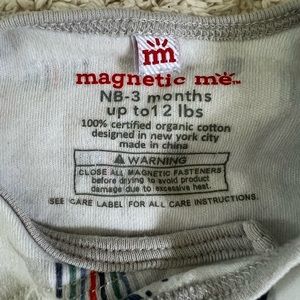 m
magnetic me™
NB-3 months
up to 12 lbs
100% certified organic cotton
designed in new york city
made in china
⚠ WARNING
CLOSE ALL MAGNETIC FASTENERS
before drying to avoid product
damage due to excessive heat.
SEE CARE LABEL FOR ALL CARE INSTRUCTIONS.